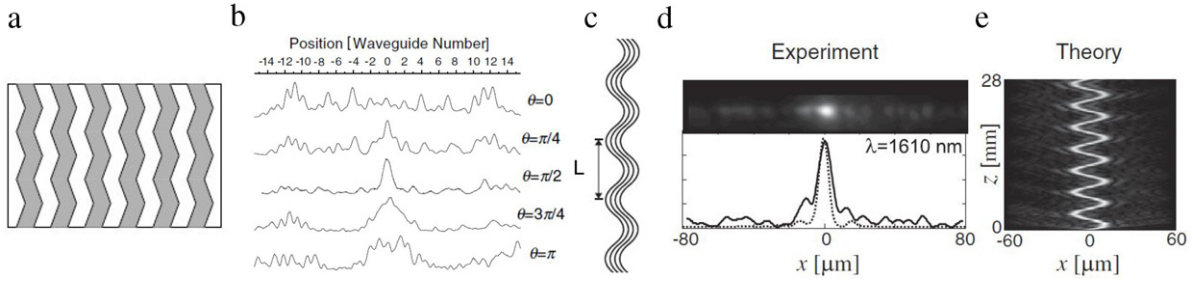 a
b
Position [Waveguide Number]
-14 -12 -10 -8 -6 -4 -2 0 2 4 6 8 10 12 14
θ=0
θ=π/4
θ=π/2
θ=3π/4
θ=π
c
L
d
Experiment
λ=1610 nm
-80 0 80
x [µm]
e
Theory
28
z [mm]
0
-60 0 60
x [µm]